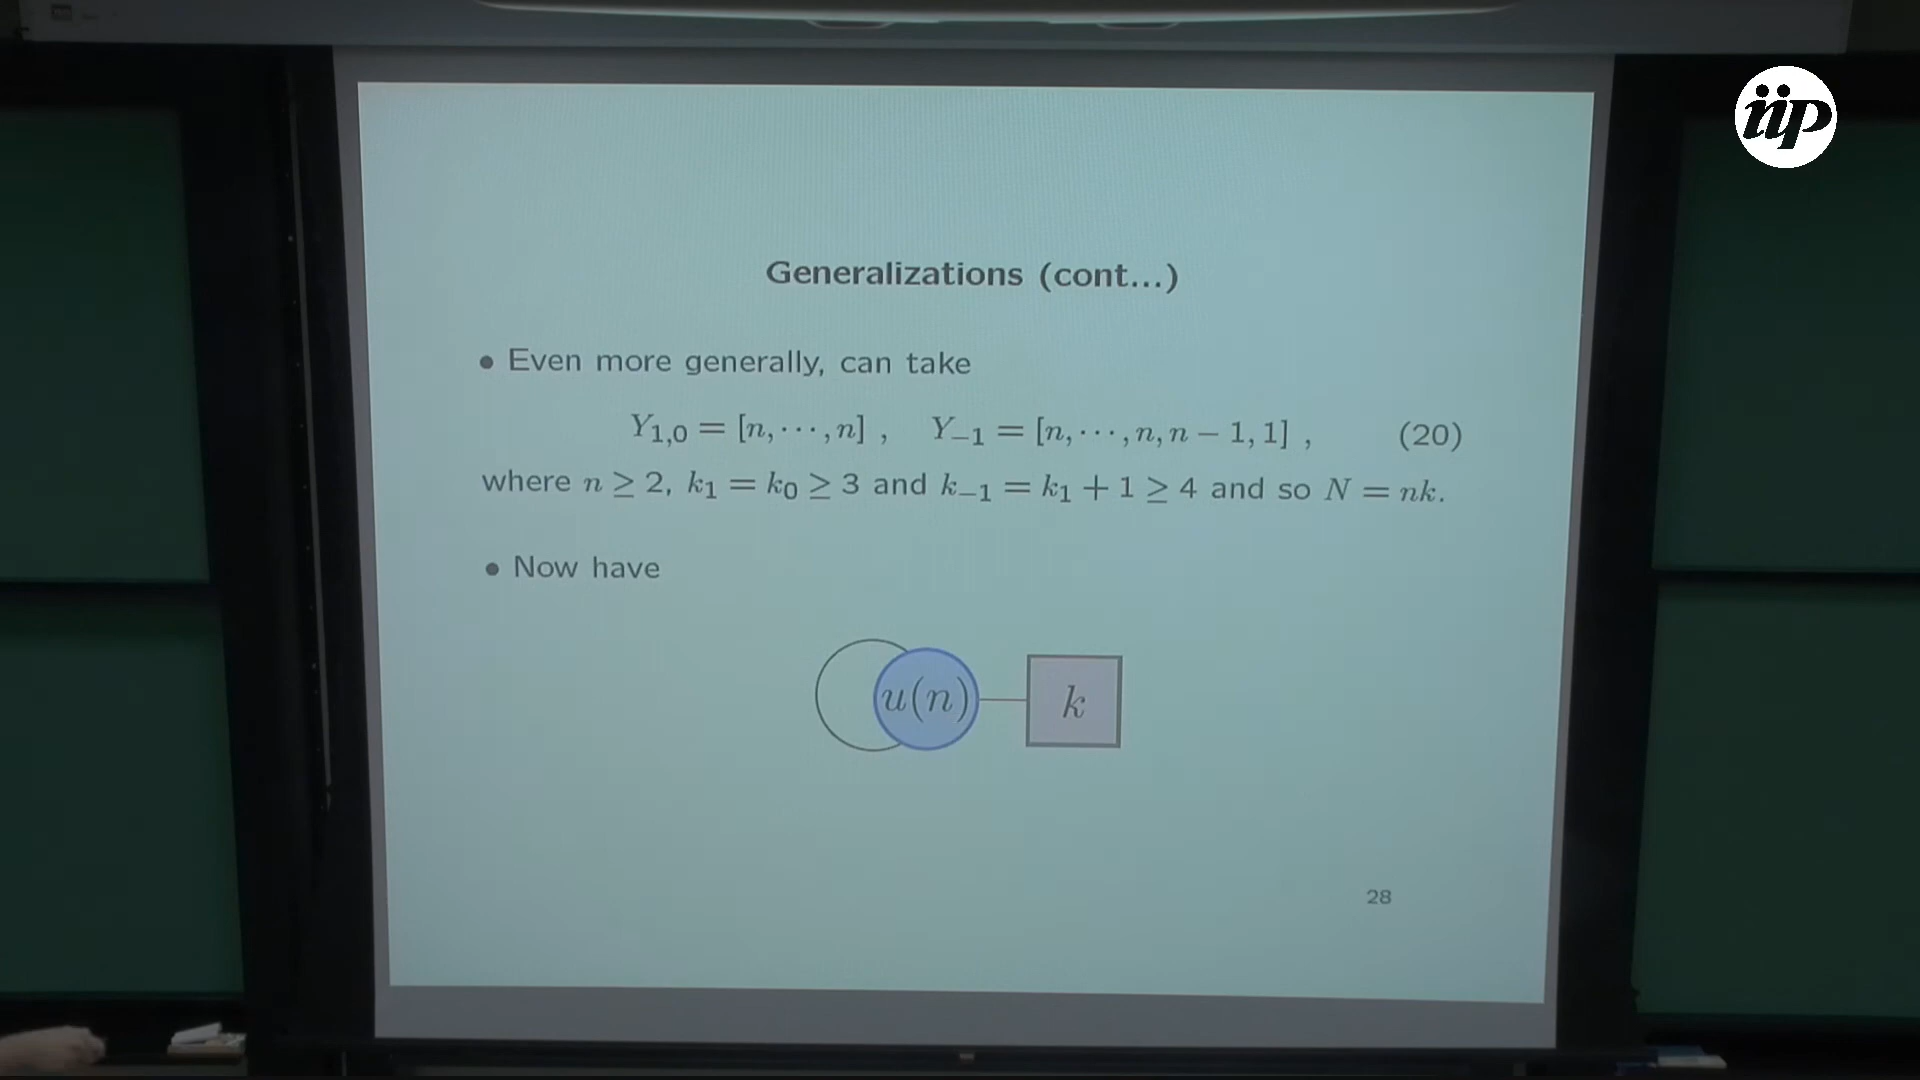 iip
Generalizations (cont...)
• Even more generally, can take
Y₁,₀ = [n, ⋯ , n] , Y₋₁ = [n, ⋯ , n, n − 1, 1] , (20)
where n ≥ 2, k₁ = k₀ ≥ 3 and k₋₁ = k₁ + 1 ≥ 4 and so N = nk.
• Now have
u(n) k
28